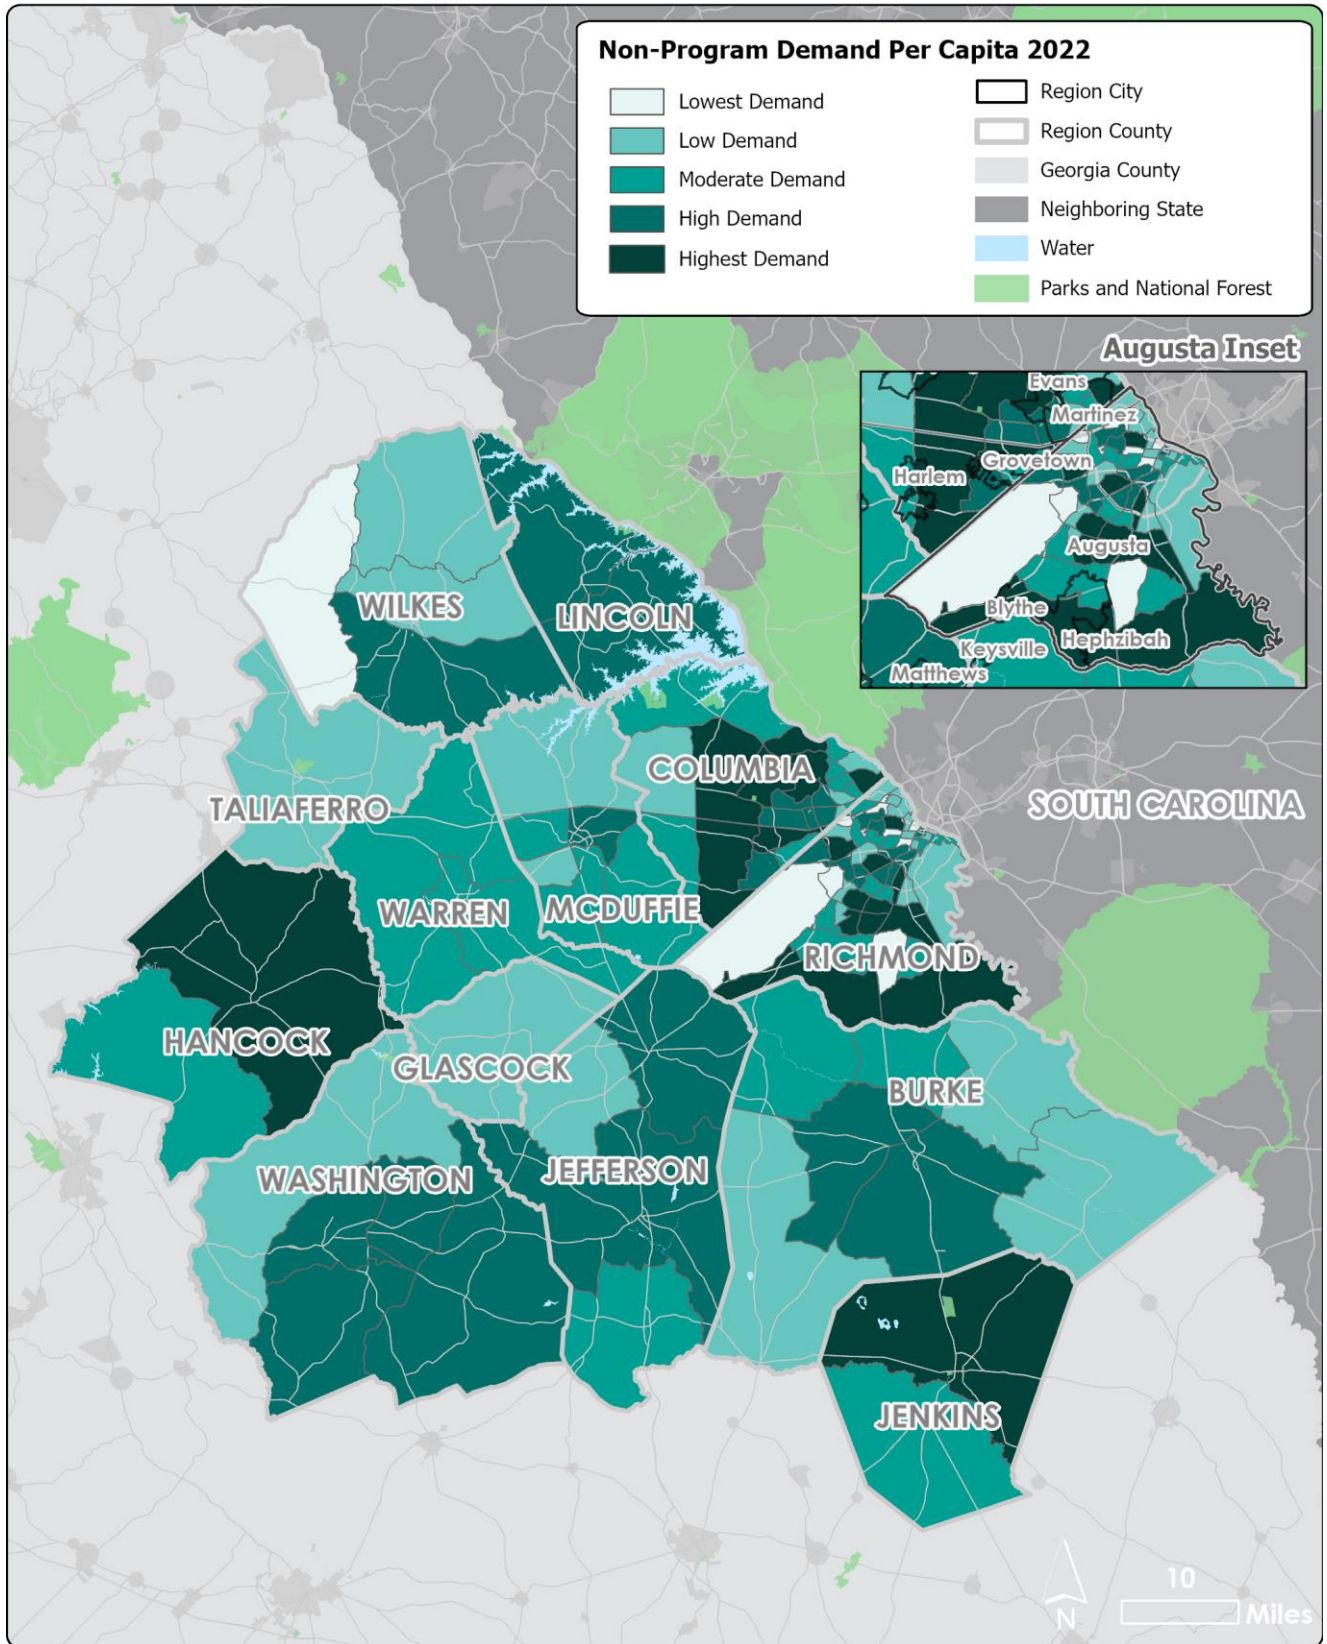 Non-Program Demand Per Capita 2022
Lowest Demand
Low Demand
Moderate Demand
High Demand
Highest Demand
Region City
Region County
Georgia County
Neighboring State
Water
Parks and National Forest
Augusta Inset
Evans
Martinez
Grovetown
Harlem
Augusta
Blythe
Hephzibah
Keysville
Matthews
WILKES
LINCOLN
COLUMBIA
TALIAFERRO
SOUTH CAROLINA
WARREN
MCDUFFIE
RICHMOND
HANCOCK
GLASCOCK
BURKE
WASHINGTON
JEFFERSON
JENKINS
N
10
Miles